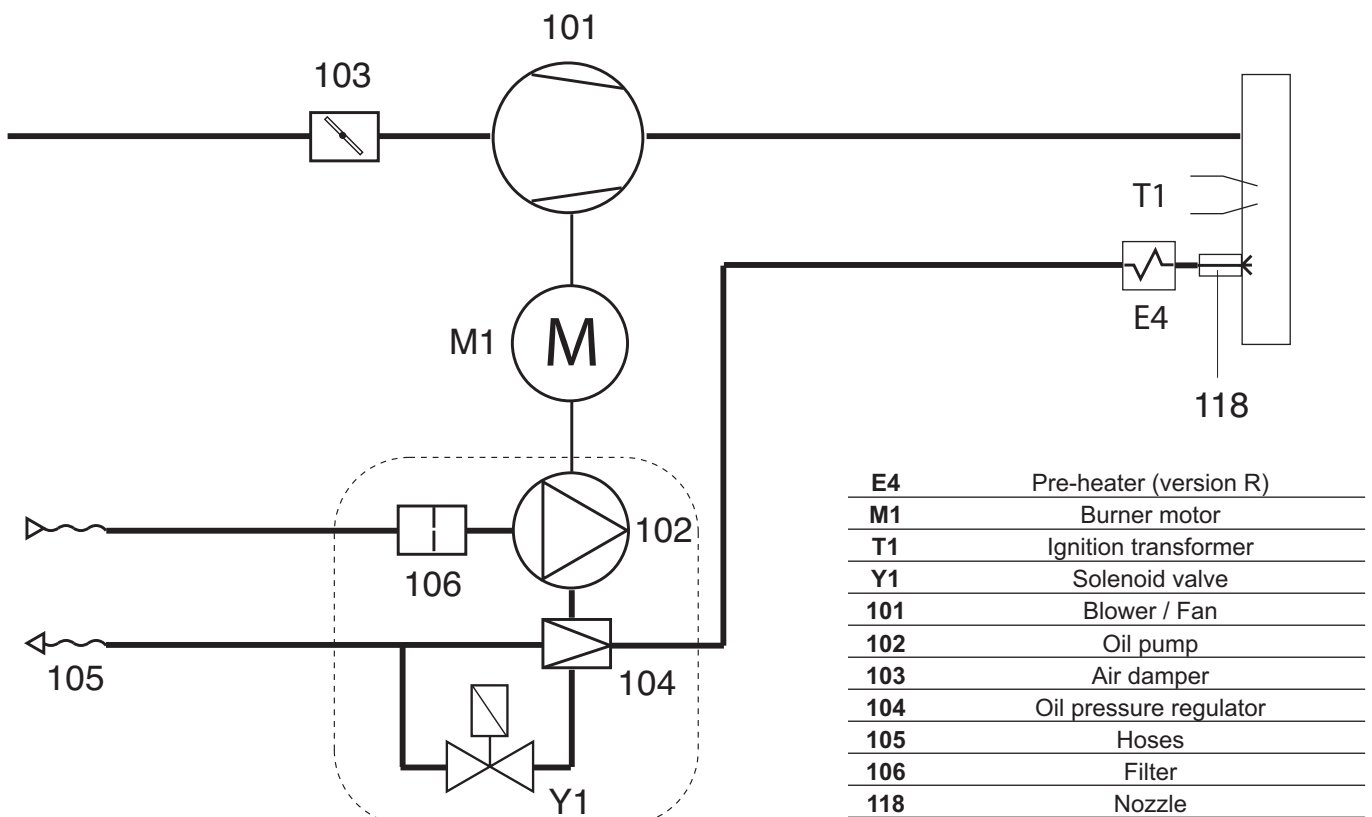 101
103
T1
E4
M1
M
118
102
106
105
104
Y1
E4 Pre-heater (version R)
M1 Burner motor
T1 Ignition transformer
Y1 Solenoid valve
101 Blower / Fan
102 Oil pump
103 Air damper
104 Oil pressure regulator
105 Hoses
106 Filter
118 Nozzle